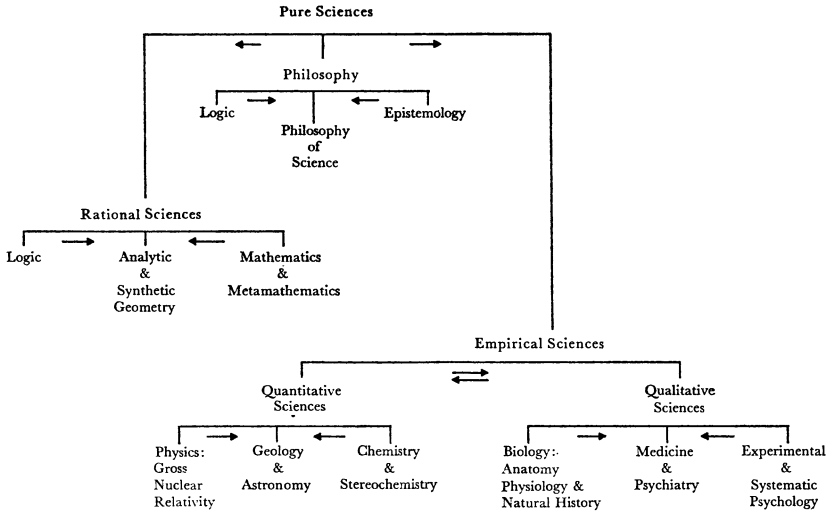 Pure Sciences
Philosophy
Logic
Epistemology
Philosophy
of
Science
Rational Sciences
Logic
Analytic
&
Synthetic
Geometry
Mathematics
&
Metamathematics
Empirical Sciences
Quantitative
Sciences
Qualitative
Sciences
Physics:
Gross
Nuclear
Relativity
Geology
&
Astronomy
Chemistry
&
Stereochemistry
Biology:
Anatomy
Physiology &
Natural History
Medicine
&
Psychiatry
Experimental
&
Systematic
Psychology